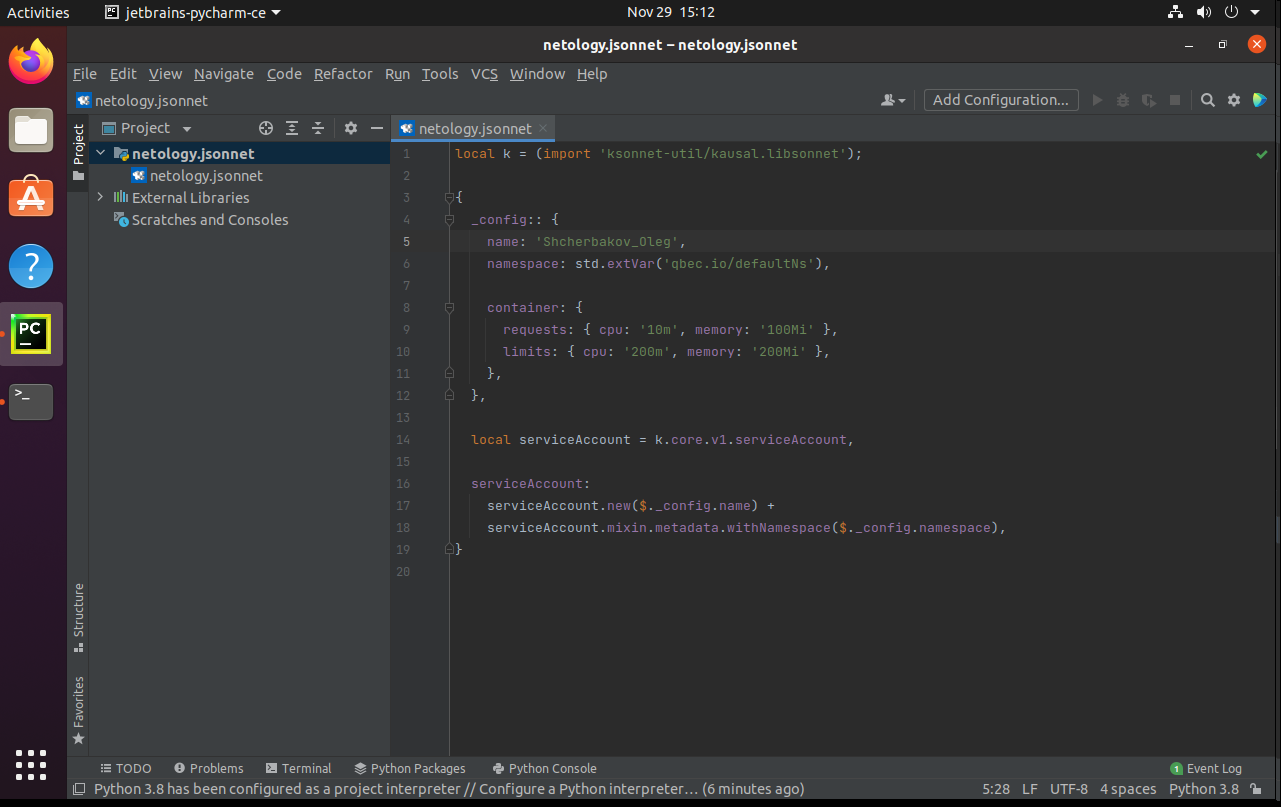 Activities
jetbrains-pycharm-ce
Nov 29 15:12
netology.jsonnet – netology.jsonnet
File Edit View Navigate Code Refactor Run Tools VCS Window Help
netology.jsonnet
Add Configuration...
Project
Project
netology.jsonnet
netology.jsonnet
netology.jsonnet
External Libraries
Scratches and Consoles
1 local k = (import 'ksonnet-util/kausal.libsonnet');
2
3 {
4 _config:: {
5 name: 'Shcherbakov_Oleg',
6 namespace: std.extVar('qbec.io/defaultNs'),
7
8 container: {
9 requests: { cpu: '10m', memory: '100Mi' },
10 limits: { cpu: '200m', memory: '200Mi' },
11 },
12 },
13
14 local serviceAccount = k.core.v1.serviceAccount,
15
16 serviceAccount:
17 serviceAccount.new($._config.name) +
18 serviceAccount.mixin.metadata.withNamespace($._config.namespace),
19 }
20
PC
>_
Structure
Favorites
TODO Problems Terminal Python Packages Python Console
1 Event Log
Python 3.8 has been configured as a project interpreter // Configure a Python interpreter... (6 minutes ago)
5:28 LF UTF-8 4 spaces Python 3.8